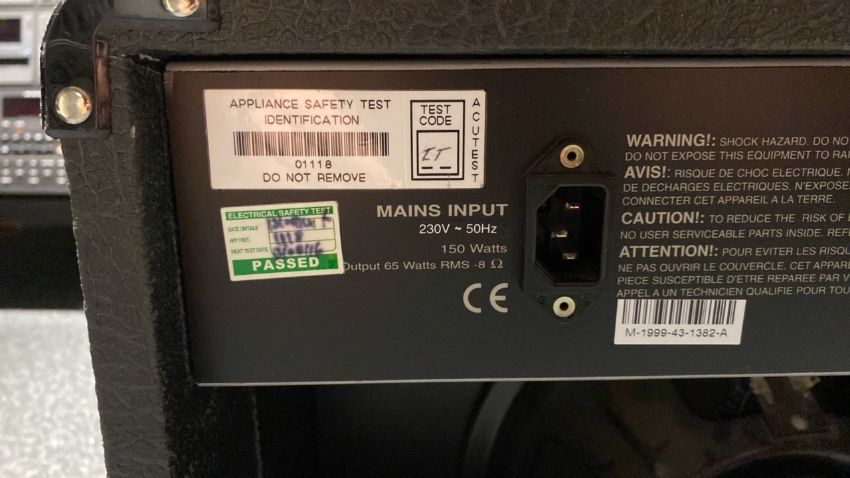 APPLIANCE SAFETY TEST
IDENTIFICATION
01118
DO NOT REMOVE
TEST
CODE
ET
ACUTEST
ELECTRICAL SAFETY TEST
DATE/INITIALS
APP/REF.
NEXT TEST DATE
PASSED
MAINS INPUT
230V ~ 50Hz
150 Watts
Output 65 Watts RMS -8 Ω
CE
WARNING!: SHOCK HAZARD. DO NO
DO NOT EXPOSE THIS EQUIPMENT TO RA
AVIS!: RISQUE DE CHOC ELECTRIQUE.
DE DECHARGES ELECTRIQUES, N'EXPOSE
CONNECTER CET APPAREIL A LA TERRE.
CAUTION!: TO REDUCE THE RISK OF
NO USER SERVICEABLE PARTS INSIDE. REF
ATTENTION!: POUR EVITER LES RISQU
NE PAS OUVRIR LE COUVERCLE. CET APPARE
PIECE SUSCEPTIBLE D'ETRE REPAREE PAR V
APPEL A UN TECHNICIEN QUALIFIE POUR TOU
M-1999-43-1382-A